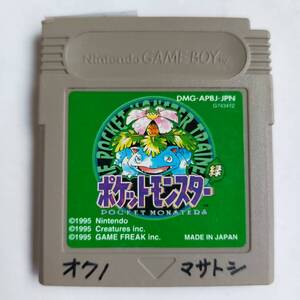 Nintendo GAME BOY
DMG-APBJ-JPN
緑
ポケットモンスター
POCKET MONSTERS
©1995 Nintendo
©1995 Creatures inc.
©1995 GAME FREAK inc.
MADE IN JAPAN
オクノ
マサトシ